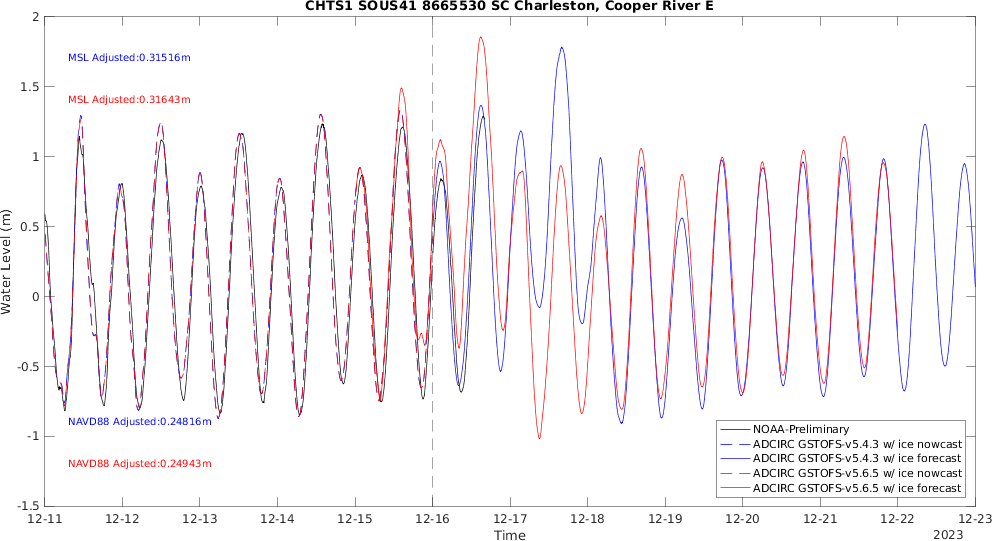 CHTS1 SOUS41 8665530 SC Charleston, Cooper River E
2
1.5
1
0.5
0
-0.5
-1
-1.5
Water Level (m)
MSL Adjusted:0.31516m
MSL Adjusted:0.31643m
NAVD88 Adjusted:0.24816m
NAVD88 Adjusted:0.24943m
NOAA-Preliminary
ADCIRC GSTOFS-v5.4.3 w/ ice nowcast
ADCIRC GSTOFS-v5.4.3 w/ ice forecast
ADCIRC GSTOFS-v5.6.5 w/ ice nowcast
ADCIRC GSTOFS-v5.6.5 w/ ice forecast
12-11 12-12 12-13 12-14 12-15 12-16 12-17 12-18 12-19 12-20 12-21 12-22 12-23
Time
2023